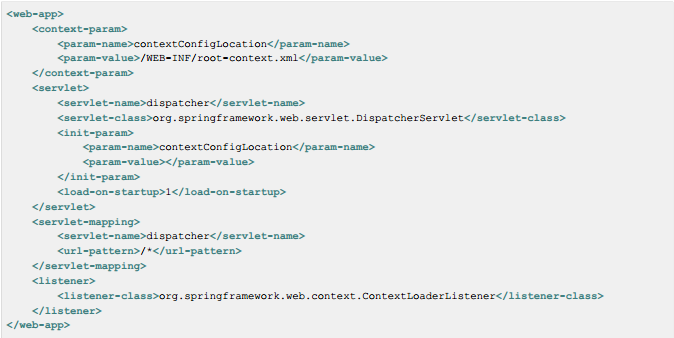 <web-app>
<context-param>
<param-name>contextConfigLocation</param-name>
<param-value>/WEB-INF/root-context.xml</param-value>
</context-param>
<servlet>
<servlet-name>dispatcher</servlet-name>
<servlet-class>org.springframework.web.servlet.DispatcherServlet</servlet-class>
<init-param>
<param-name>contextConfigLocation</param-name>
<param-value></param-value>
</init-param>
<load-on-startup>1</load-on-startup>
</servlet>
<servlet-mapping>
<servlet-name>dispatcher</servlet-name>
<url-pattern>/*</url-pattern>
</servlet-mapping>
<listener>
<listener-class>org.springframework.web.context.ContextLoaderListener</listener-class>
</listener>
</web-app>